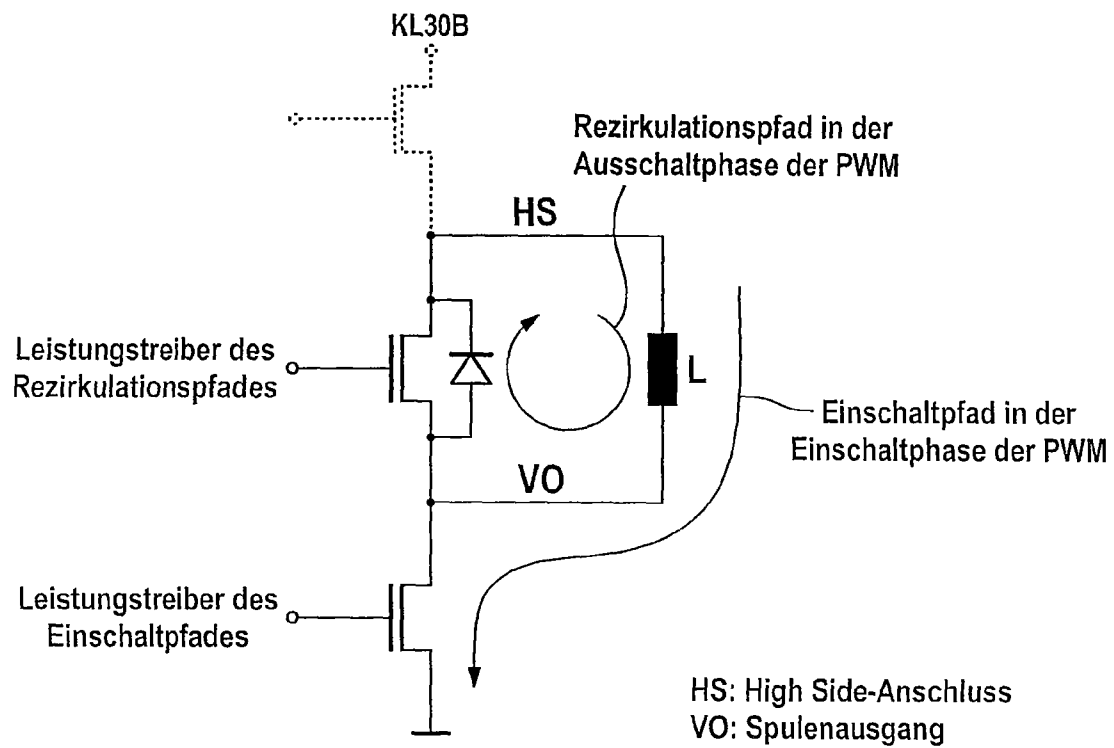 KL30B
Rezirkulationspfad in der
Ausschaltphase der PWM
HS
Leistungstreiber des
Rezirkulationspfades
L
Einschaltpfad in der
Einschaltphase der PWM
VO
Leistungstreiber des
Einschaltpfades
HS: High Side-Anschluss
VO: Spulenausgang